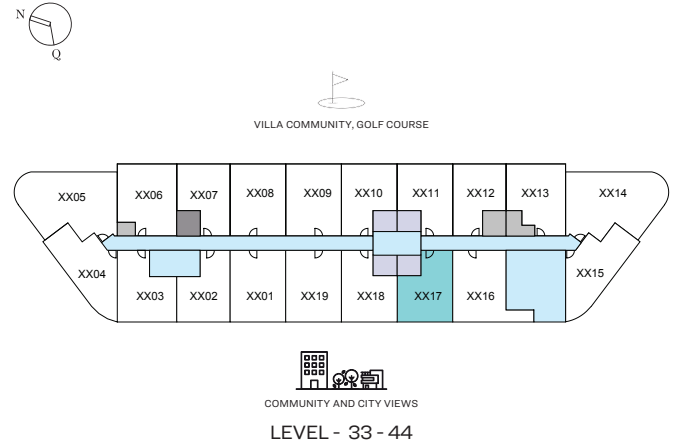 N
Q
VILLA COMMUNITY, GOLF COURSE
XX05 XX06 XX07 XX08 XX09 XX10 XX11 XX12 XX13 XX14
XX04 XX03 XX02 XX01 XX19 XX18 XX17 XX16 XX15
COMMUNITY AND CITY VIEWS
LEVEL - 33 - 44